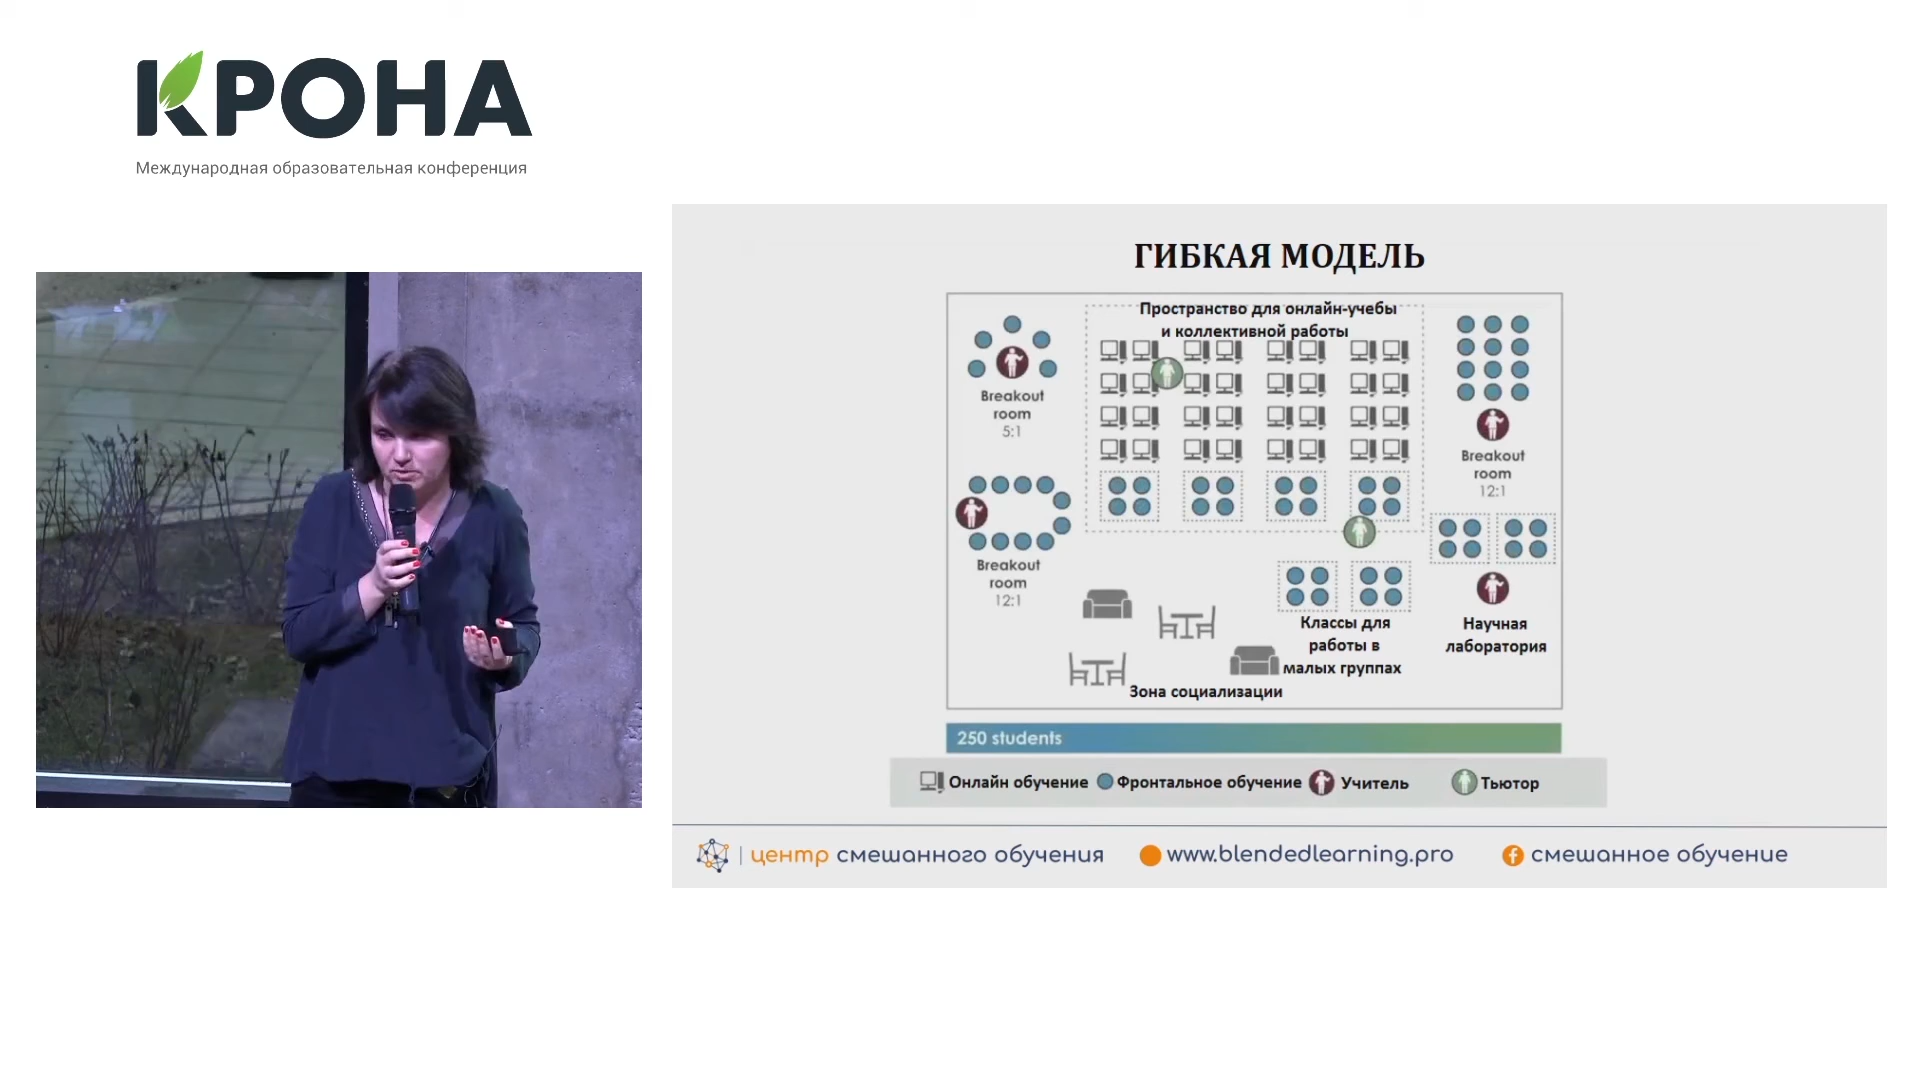 КРОНА
Международная образовательная конференция
ГИБКАЯ МОДЕЛЬ
Пространство для онлайн-учебы
и коллективной работы
Breakout
room
5:1
Breakout
room
12:1
Breakout
room
12:1
Классы для
работы в
малых группах
Научная
лаборатория
Зона социализации
250 students
Онлайн обучение
Фронтальное обучение
Учитель
Тьютор
центр смешанного обучения
www.blendedlearning.pro
смешанное обучение